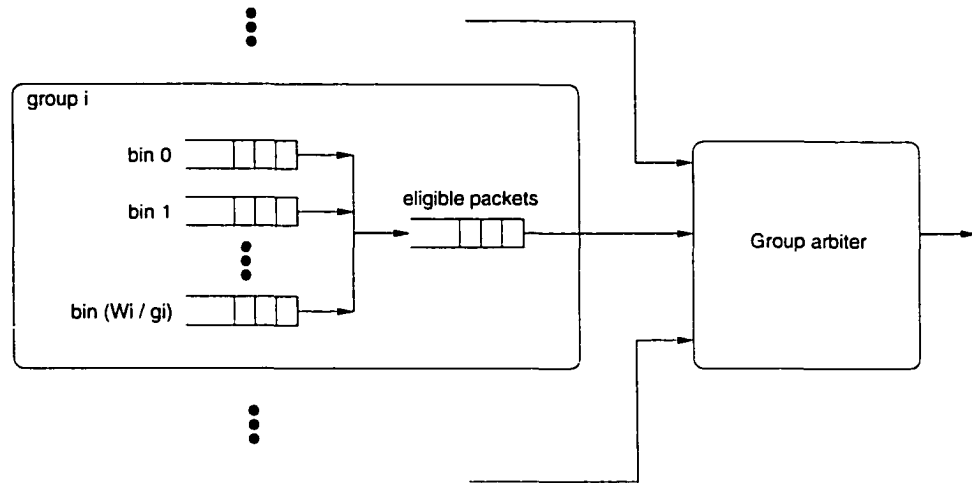 group i
bin 0
bin 1
bin (Wi / gi)
eligible packets
Group arbiter